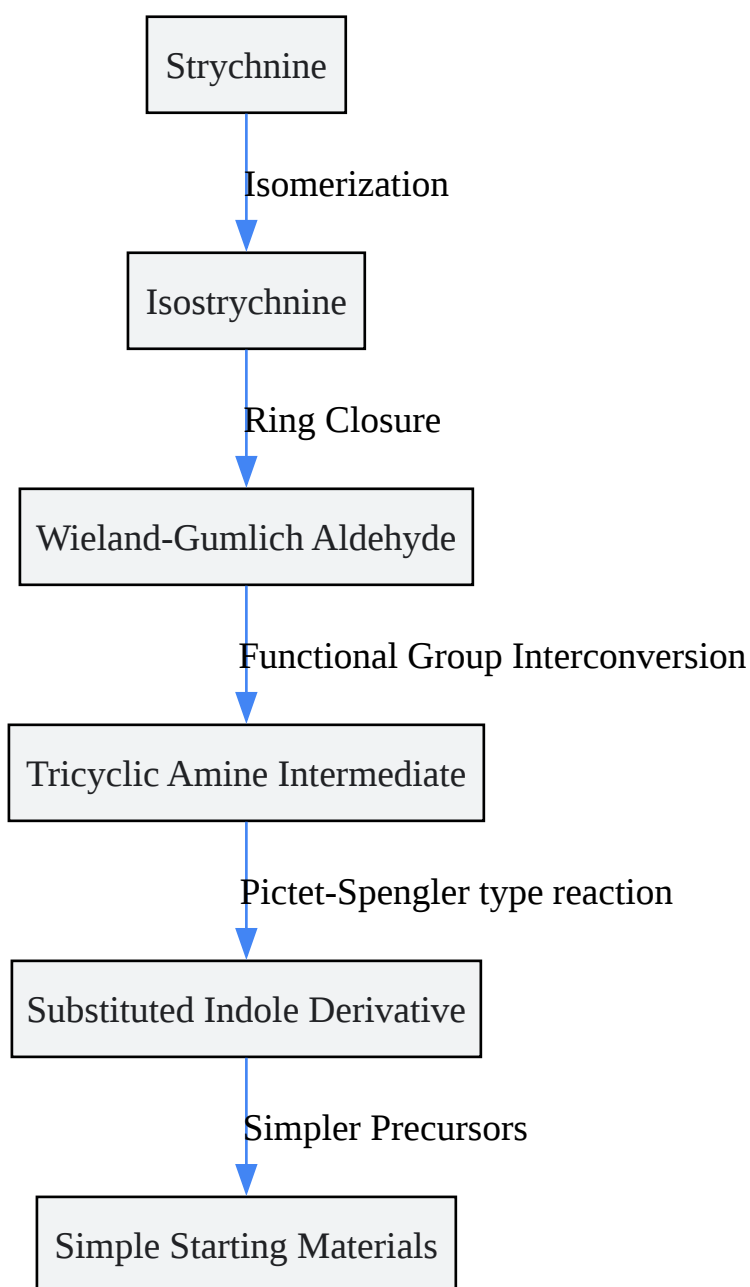 Strychnine
Isomerization
Isostrychnine
Ring Closure
Wieland-Gumlich Aldehyde
Functional Group Interconversion
Tricyclic Amine Intermediate
Pictet-Spengler type reaction
Substituted Indole Derivative
Simpler Precursors
Simple Starting Materials